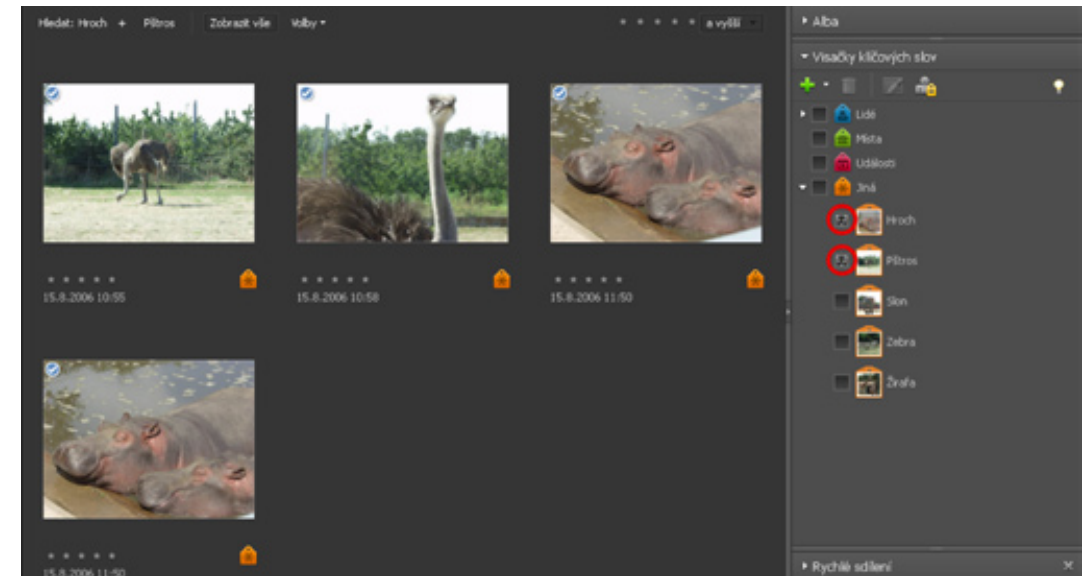 Hledat: Hroch + Pštros Zobrazit vše Volby a vyšší
15.8.2006 10:55
15.8.2006 10:58
15.8.2006 11:50
15.8.2006 11:50
Alba
Visačky klíčových slov
Lidé
Místa
Události
Jiná
Hroch
Pštros
Slon
Zebra
Žirafa
Rychlé sdílení